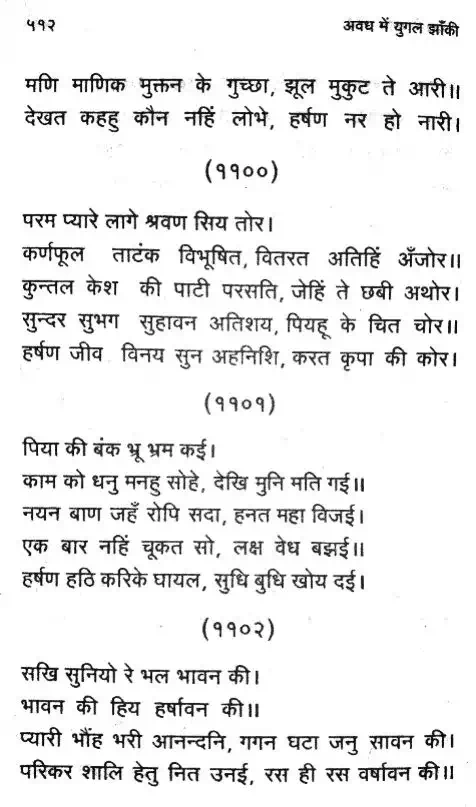 ५१२ अवध में युगल झाँकी
मणि माणिक मुक्तन के गुच्छा, झूल मुकुट ते आरी॥
देखत कहहु कौन नहिं लोभे, हर्षण नर हो नारी।
(११००)
परम प्यारे लागे श्रवण सिय तोर।
कर्णफूल ताटंक विभूषित, वितरत अतिहिं अँजोर॥
कुन्तल केश की पाटी परसति, जेहिं ते छबी अथोर।
सुन्दर सुभग सुहावन अतिशय, पियहू के चित चोर॥
हर्षण जीव विनय सुन अहनिशि, करत कृपा की कोर।
(११०१)
पिया की बंक भ्रू भ्रम कई।
काम को धनु मनहु सोहे, देखि मुनि मति गई॥
नयन बाण जहँ रोपि सदा, हनत महा विजई।
एक बार नहिं चूकत सो, लक्ष वेध बझई॥
हर्षण हठि करिके घायल, सुधि बुधि खोय दई।
(११०२)
सखि सुनियो रे भल भावन की।
भावन की हिय हर्षावन की॥
प्यारी भौंह भरी आनन्दनि, गगन घटा जनु सावन की।
परिकर शालि हेतु नित उनई, रस ही रस वर्षावन की॥